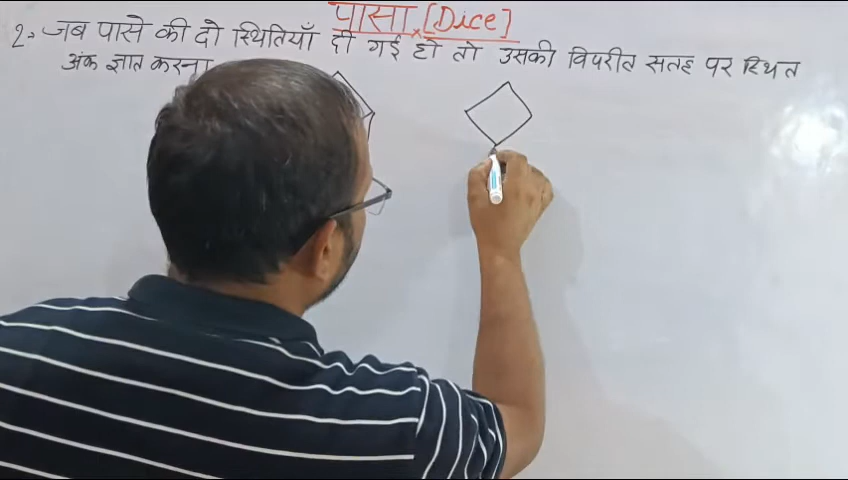 पासा [Dice]
2. जब पासे की दो स्थितियाँ दी गई हो तो उसकी विपरीत सतह पर स्थित
अंक ज्ञात करना